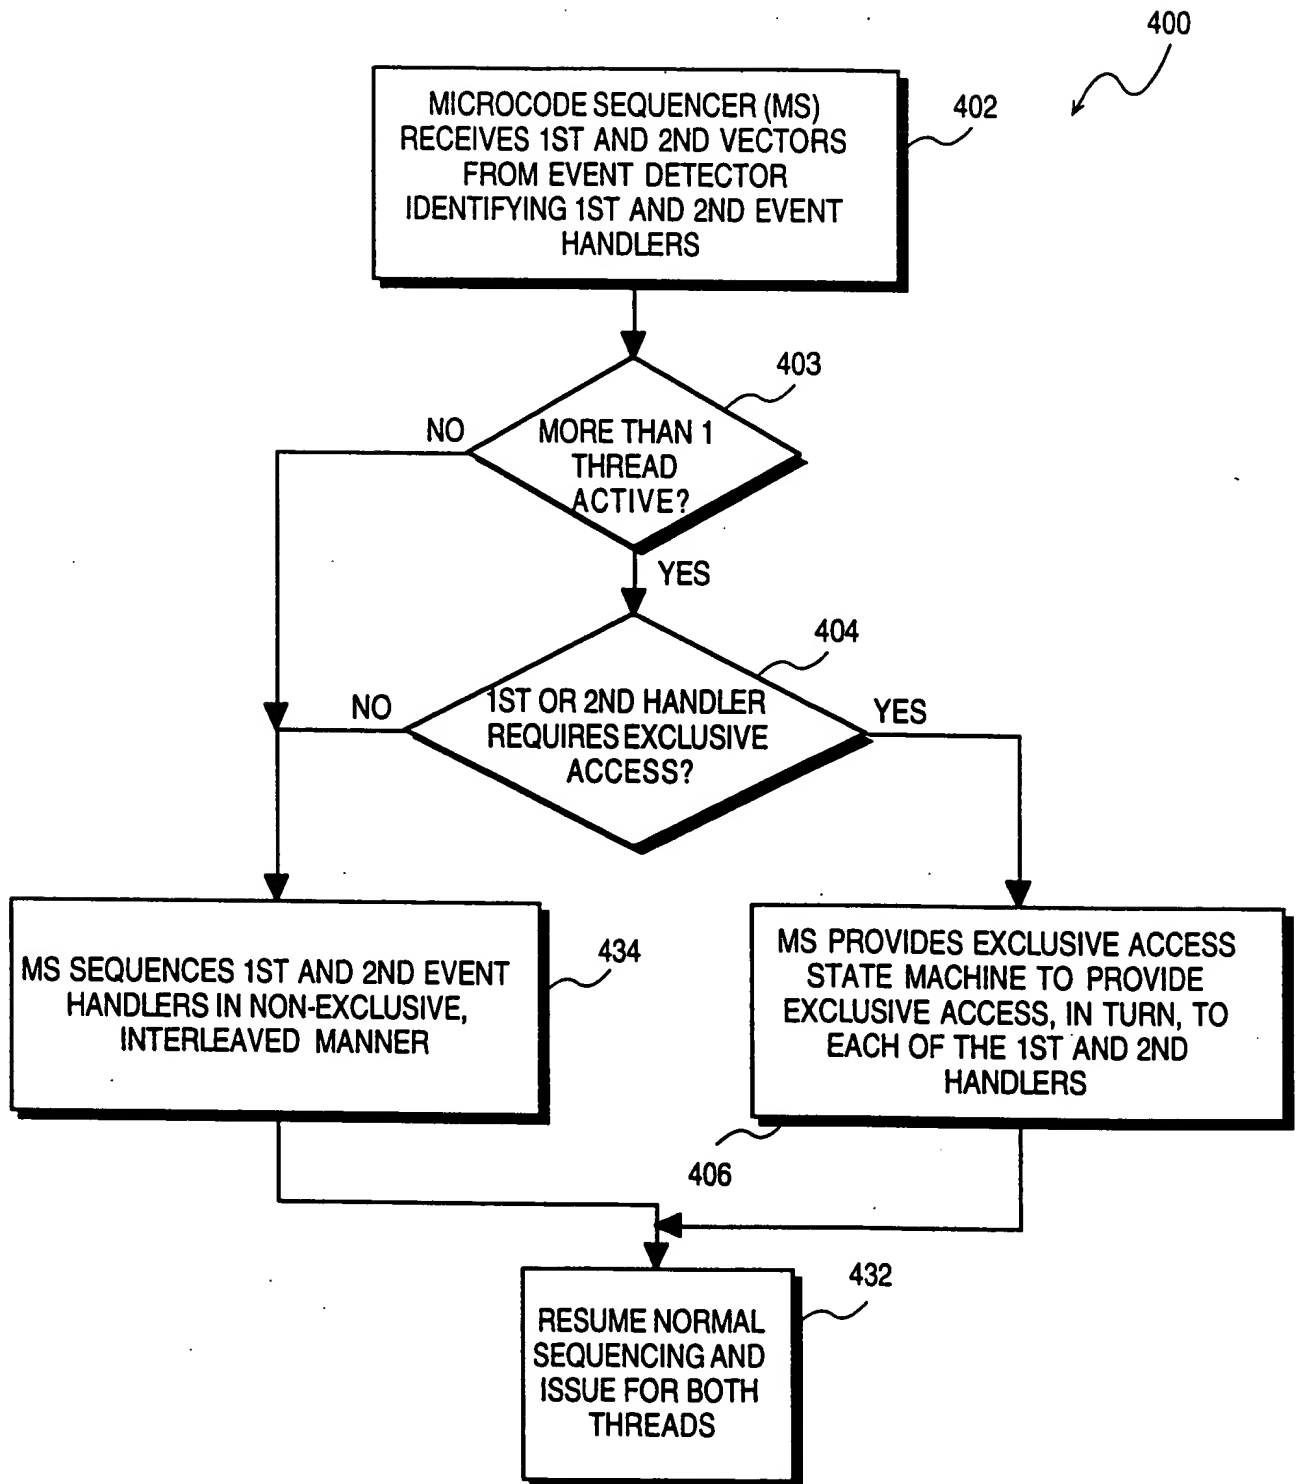 400
MICROCODE SEQUENCER (MS)
RECEIVES 1ST AND 2ND VECTORS
FROM EVENT DETECTOR
IDENTIFYING 1ST AND 2ND EVENT
HANDLERS
402
403
NO
MORE THAN 1
THREAD
ACTIVE?
YES
404
NO
1ST OR 2ND HANDLER
REQUIRES EXCLUSIVE
ACCESS?
YES
MS SEQUENCES 1ST AND 2ND EVENT
HANDLERS IN NON-EXCLUSIVE,
INTERLEAVED MANNER
434
MS PROVIDES EXCLUSIVE ACCESS
STATE MACHINE TO PROVIDE
EXCLUSIVE ACCESS, IN TURN, TO
EACH OF THE 1ST AND 2ND
HANDLERS
406
RESUME NORMAL
SEQUENCING AND
ISSUE FOR BOTH
THREADS
432